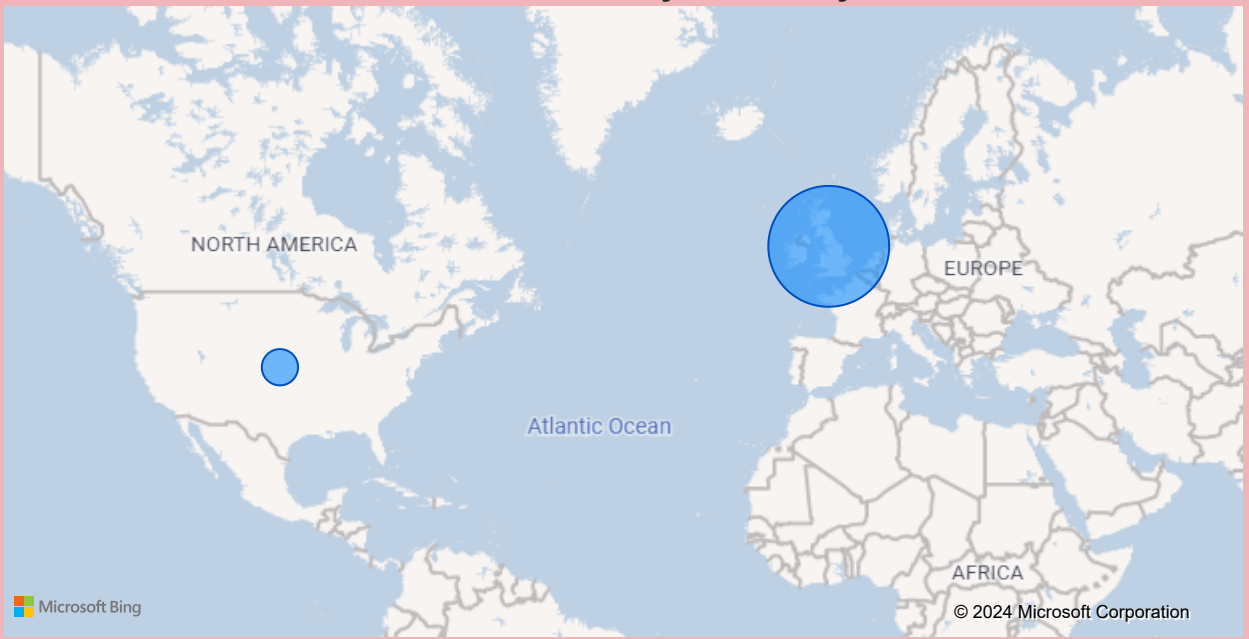 NORTH AMERICA
EUROPE
Atlantic Ocean
AFRICA
Microsoft Bing
© 2024 Microsoft Corporation